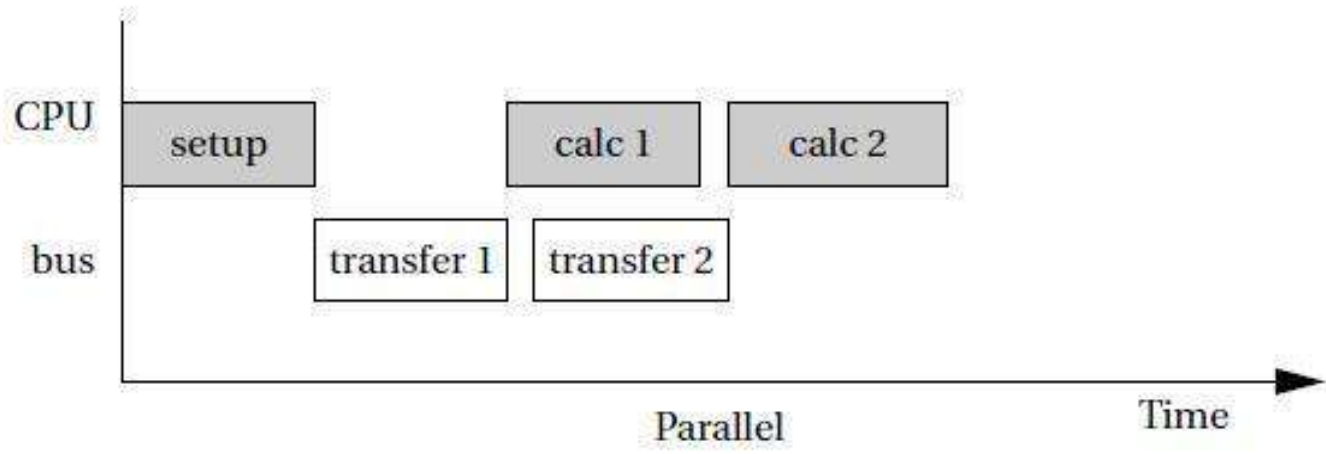 CPU
setup
calc 1
calc 2
bus
transfer 1
transfer 2
Time
Parallel